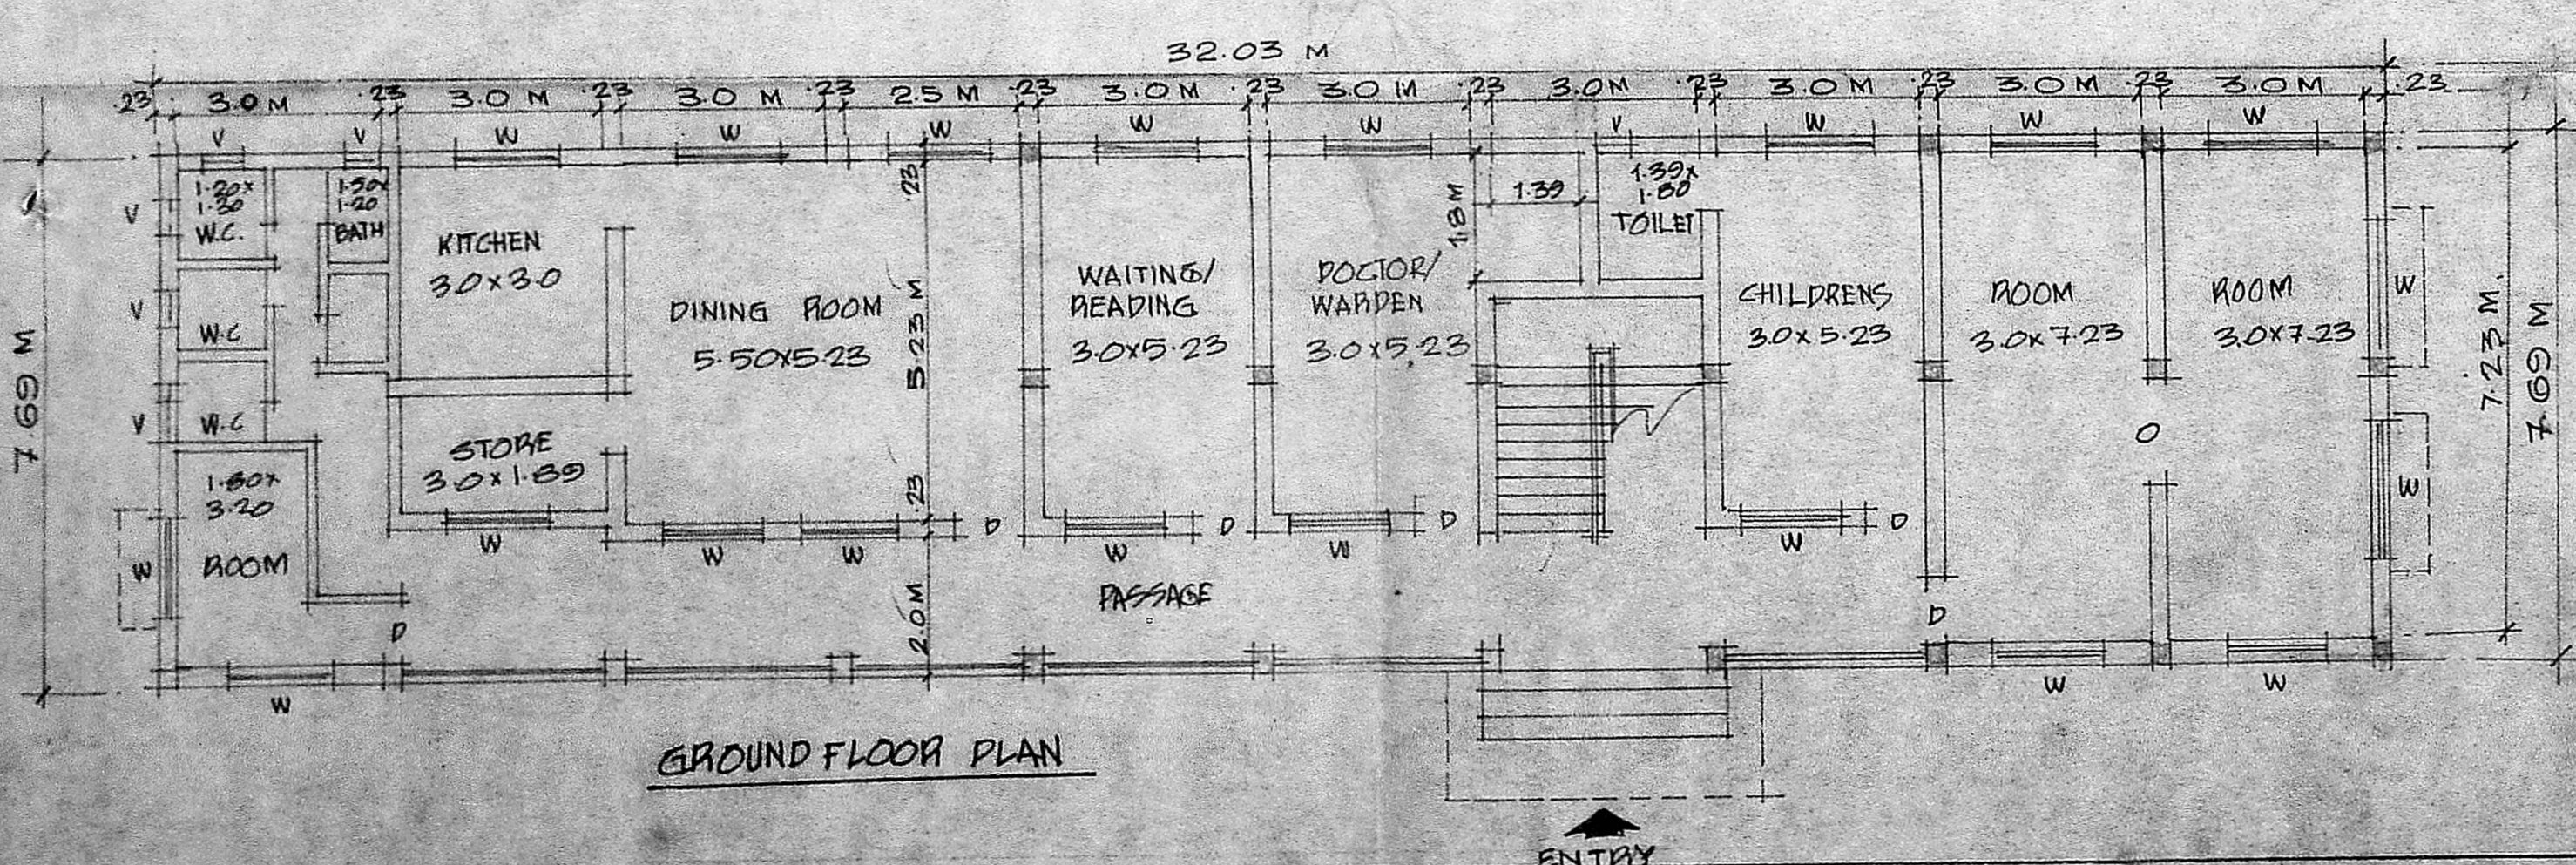 32.03 M
.23 3.0 M .23 3.0 M .23 3.0 M .23 2.5 M .23 3.0 M .23 3.0 M .23 3.0M .23 3.0 M .23 3.0 M .23 3.0 M .23
V V W W W W W V W W W
1.20x
1.30
W.C.
V
1.50x
1.20
BATH
KITCHEN
3.0x3.0
DINING ROOM
5.50x5.23
.23
5.23 M
.23
2.0M
WAITING/
READING
3.0x5.23
DOCTOR/
WARDEN
3.0x5.23
1.8 M
1.39
1.39x
1.80
TOILET
CHILDRENS
3.0x5.23
ROOM
3.0x7.23
ROOM
3.0x7.23
W
7.23 M.
7.69 M
V
W.C
V
W.C
7.69 M
STORE
3.0x1.89
W
1.80x
3.20
ROOM
W
D
W
W W D
W D
W D
W D
D
O
W
PASSAGE
W W
GROUND FLOOR PLAN
ENTRY